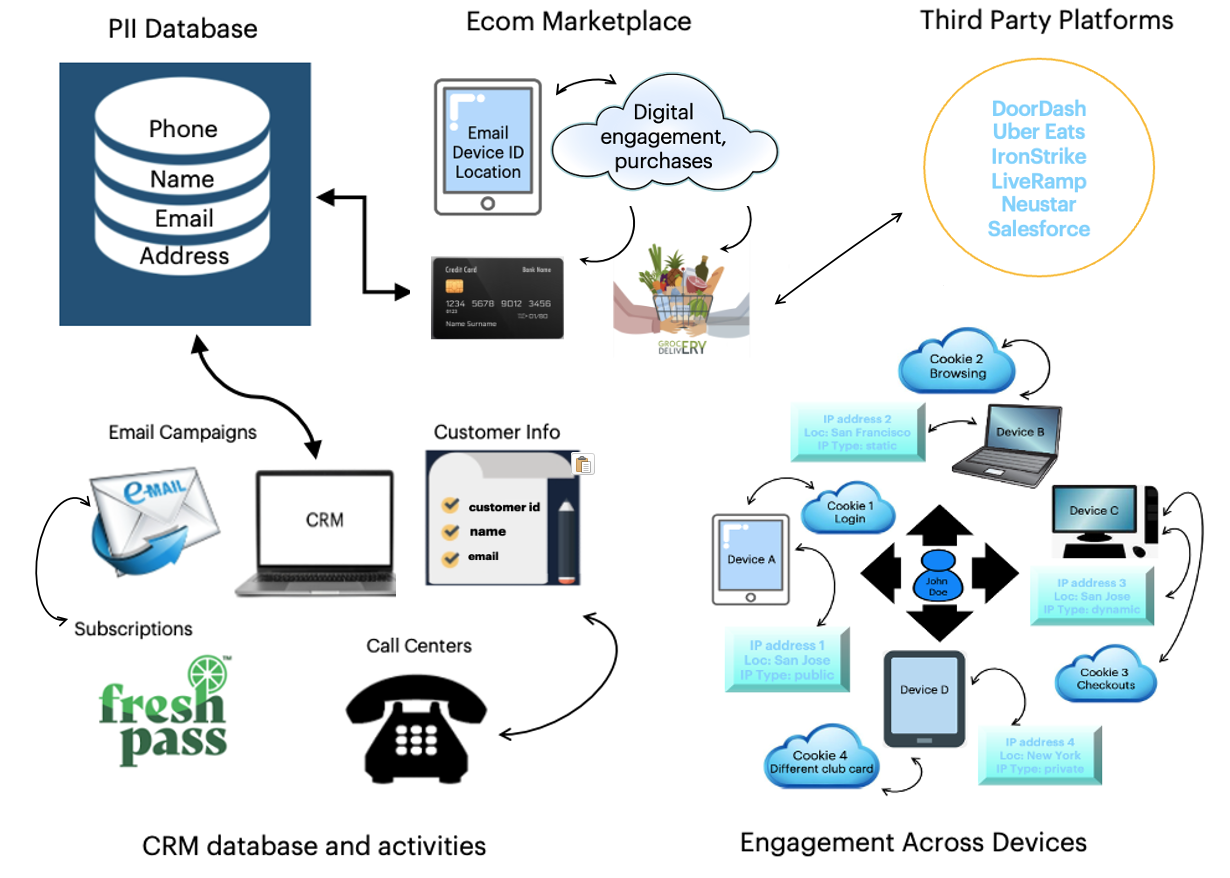 PII Database
Phone
Name
Email
Address
Ecom Marketplace
Email
Device ID
Location
Digital
engagement,
purchases
Credit Card
Bank Name
1234 5678 9012 3456
0123
01/80
Name Surname
GROCERY
DELIVERY
Third Party Platforms
DoorDash
Uber Eats
IronStrike
LiveRamp
Neustar
Salesforce
Email Campaigns
e-MAIL
CRM
Customer Info
customer id
name
email
Subscriptions
fresh
pass
TM
Call Centers
CRM database and activities
Cookie 2
Browsing
IP address 2
Loc: San Francisco
IP Type: static
Device B
Cookie 1
Login
Device A
Device C
John
Doe
IP address 3
Loc: San Jose
IP Type: dynamic
IP address 1
Loc: San Jose
IP Type: public
Device D
Cookie 3
Checkouts
Cookie 4
Different club card
IP address 4
Loc: New York
IP Type: private
Engagement Across Devices